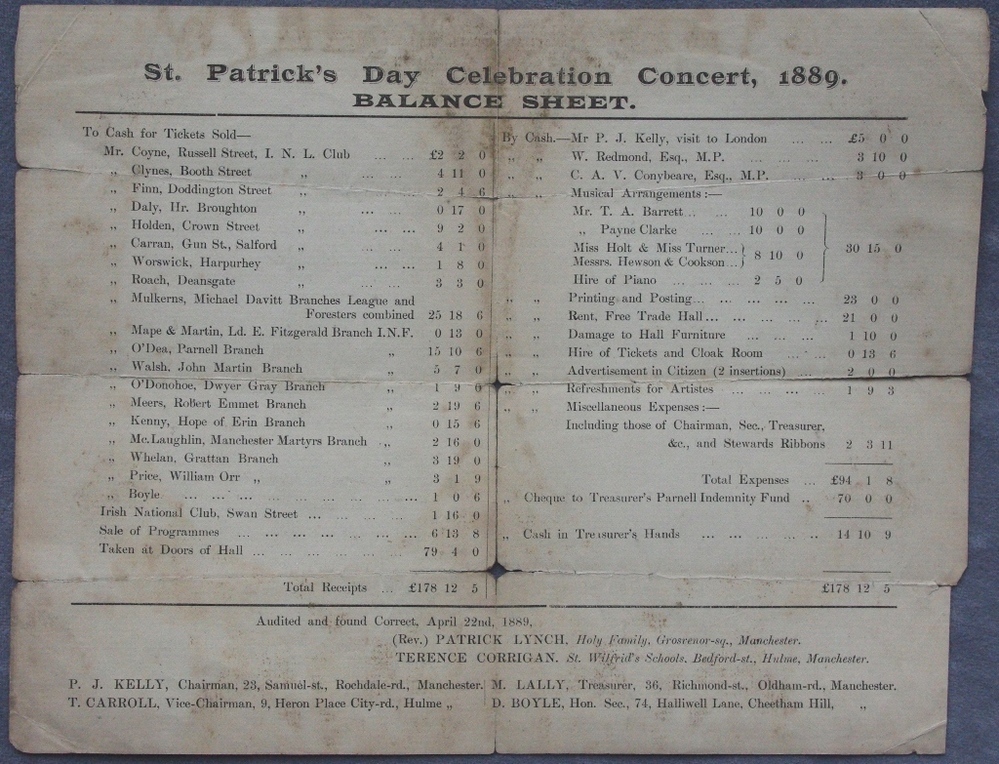 St. Patrick's Day Celebration Concert, 1889.
BALANCE SHEET.
To Cash for Tickets Sold—
Mr. Coyne, Russell Street, I. N. L. Club ... ... £2 2 0
„ Clynes, Booth Street „ 4 11 0
„ Finn, Doddington Street „ 2 4 6
„ Daly, Hr. Broughton „ ... ... 0 17 0
„ Holden, Crown Street „ ... ... 9 2 0
„ Carran, Gun St., Salford „ ... ... 4 1 0
„ Worswick, Harpurhey „ ... ... 1 8 0
„ Roach, Deansgate „ ... ... 3 3 0
„ Mulkerns, Michael Davitt Branches League and
Foresters combined 25 18 6
„ Mape & Martin, Ld. E. Fitzgerald Branch I.N.F. 0 13 0
„ O'Dea, Parnell Branch „ 15 10 6
„ Walsh, John Martin Branch „ 5 7 0
„ O'Donohoe, Dwyer Gray Branch „ 1 9 0
„ Meers, Robert Emmet Branch „ 2 19 6
„ Kenny, Hope of Erin Branch „ 0 15 6
„ Mc.Laughlin, Manchester Martyrs Branch „ 2 16 0
„ Whelan, Grattan Branch „ 3 19 0
„ Price, William Orr „ „ 3 1 9
„ Boyle ... ... ... ... ... ... ... 1 0 6
Irish National Club, Swan Street ... ... ... ... 1 16 0
Sale of Programmes ... ... ... ... ... ... 6 13 8
Taken at Doors of Hall ... ... ... ... ... ... 79 4 0
Total Receipts ... £178 12 5
By Cash.—Mr P. J. Kelly, visit to London ... ... £5 0 0
„ „ W. Redmond, Esq., M.P. ... ... ... 3 10 0
„ „ C. A. V. Conybeare, Esq., M.P. ... ... 3 0 0
„ „ Musical Arrangements :—
Mr. T. A. Barrett .. ... 10 0 0
„ Payne Clarke ... ... 10 0 0
Miss Holt & Miss Turner...
Messrs. Hewson & Cookson... } 8 10 0 } 30 15 0
Hire of Piano ... ... ... 2 5 0
„ „ Printing and Posting... ... ... ... ... 23 0 0
„ „ Rent, Free Trade Hall... ... ... ... ... 21 0 0
„ „ Damage to Hall Furniture ... ... ... 1 10 0
„ „ Hire of Tickets and Cloak Room ... ... 0 13 6
„ „ Advertisement in Citizen (2 insertions) ... 2 0 0
„ „ Refreshments for Artistes ... ... ... ... 1 9 3
„ „ Miscellaneous Expenses :—
Including those of Chairman, Sec., Treasurer,
&c., and Stewards Ribbons 2 3 11
Total Expenses ... £94 1 8
„ Cheque to Treasurer's Parnell Indemnity Fund .. 70 0 0
„ Cash in Treasurer's Hands ... ... ... ... 14 10 9
£178 12 5
Audited and found Correct, April 22nd, 1889,
(Rev.) PATRICK LYNCH, Holy Family, Grosvenor-sq., Manchester.
TERENCE CORRIGAN. St. Wilfrid's Schools. Bedford-st., Hulme, Manchester.
P. J. KELLY, Chairman, 23, Samuel-st., Rochdale-rd., Manchester.
T. CARROLL, Vice-Chairman, 9, Heron Place City-rd., Hulme „
M. LALLY, Treasurer, 36, Richmond-st., Oldham-rd., Manchester.
D. BOYLE, Hon. Sec., 74, Halliwell Lane, Cheetham Hill, „